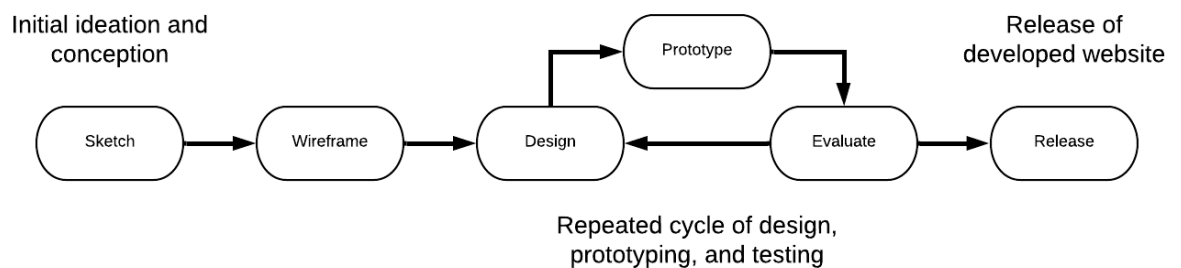 Initial ideation and
conception
Release of
developed website
Prototype
Sketch
Wireframe
Design
Evaluate
Release
Repeated cycle of design,
prototyping, and testing